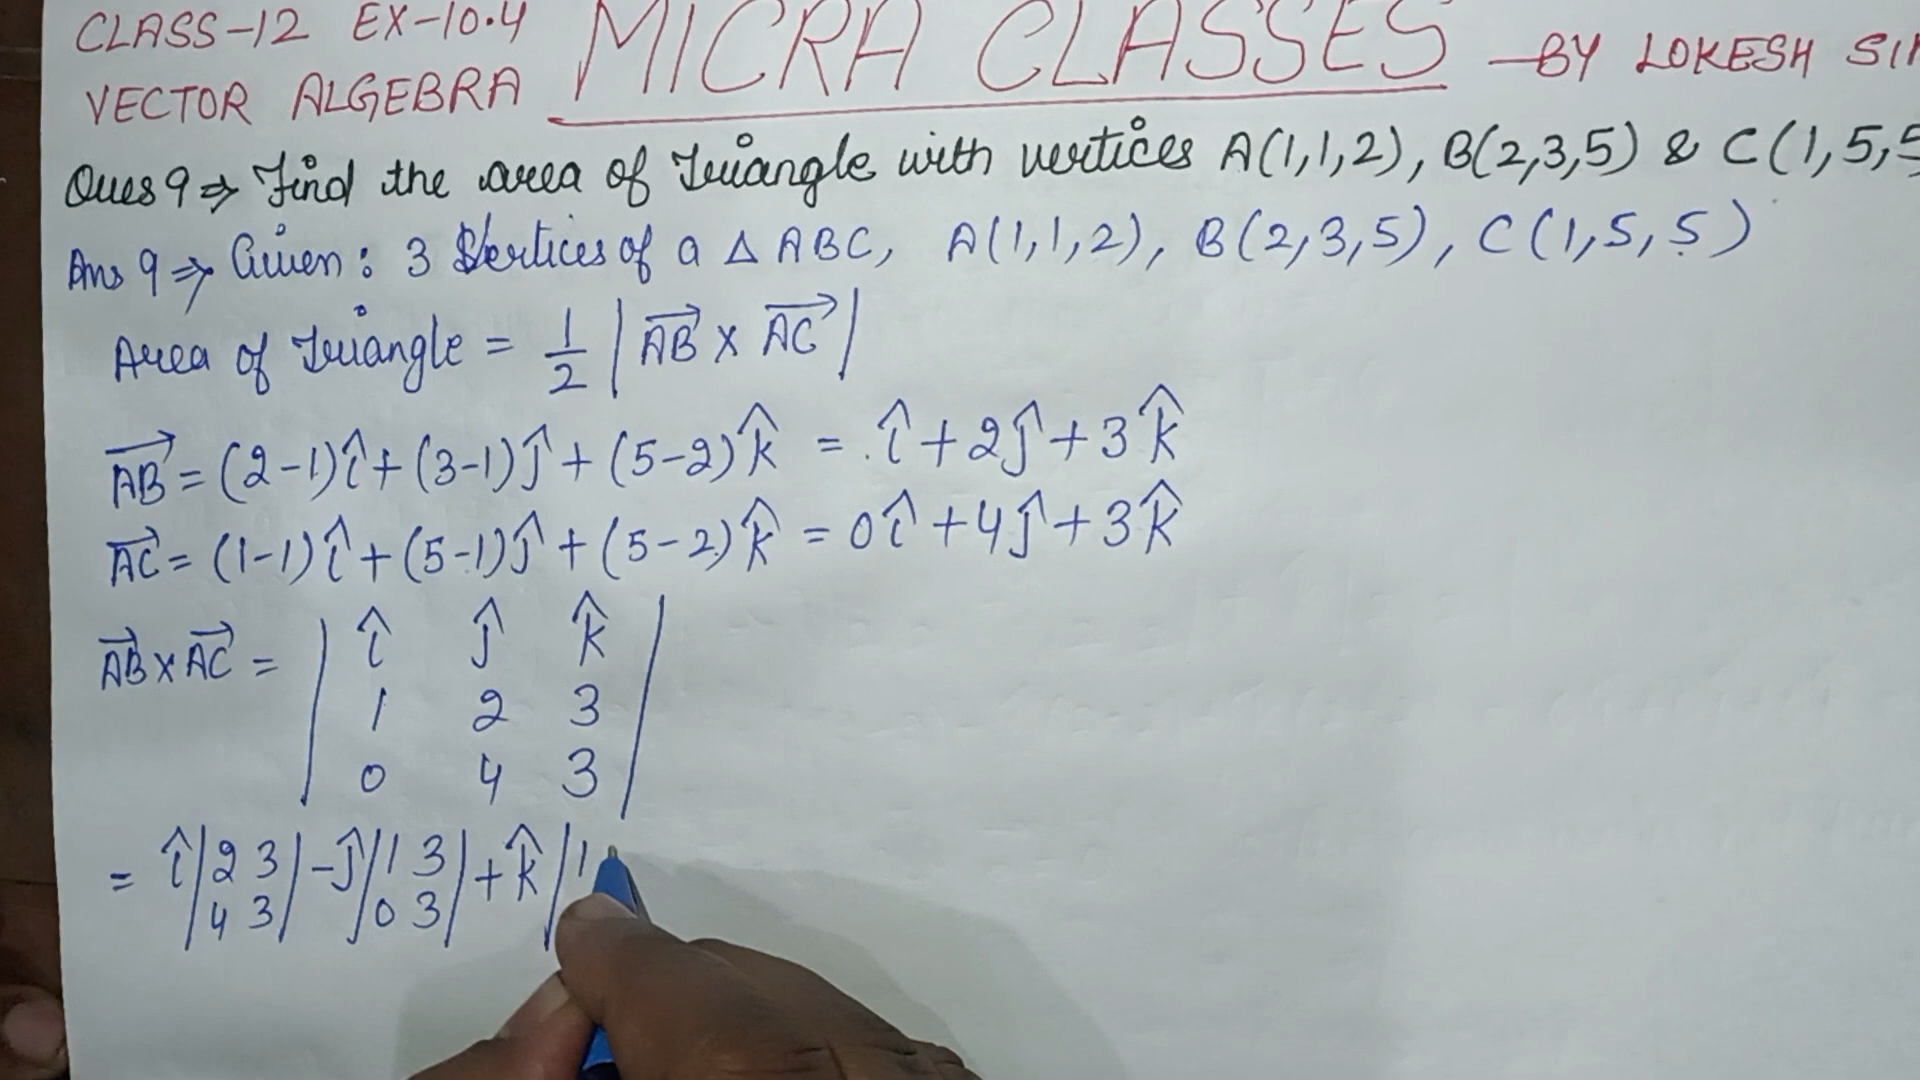 CLASS-12 EX-10.4 MICRA CLASSES - BY LOKESH
VECTOR ALGEBRA
Ques 9 ⇒ Find the area of Triangle with vertices A(1,1,2), B(2,3,5) & C(1,5,5
Ans 9 ⇒ Given : 3 Vertices of a △ ABC, A(1,1,2), B(2,3,5), C(1,5,5)
Area of Triangle = 1/2 |AB⃗ × AC⃗|
AB⃗ = (2-1)î + (3-1)ĵ + (5-2)k̂ = î + 2ĵ + 3k̂
AC⃗ = (1-1)î + (5-1)ĵ + (5-2)k̂ = 0î + 4ĵ + 3k̂
AB⃗ × AC⃗ = | î ĵ k̂ |
1 2 3
0 4 3
= î |2 3| - ĵ |1 3| + k̂ |1
4 3 0 3